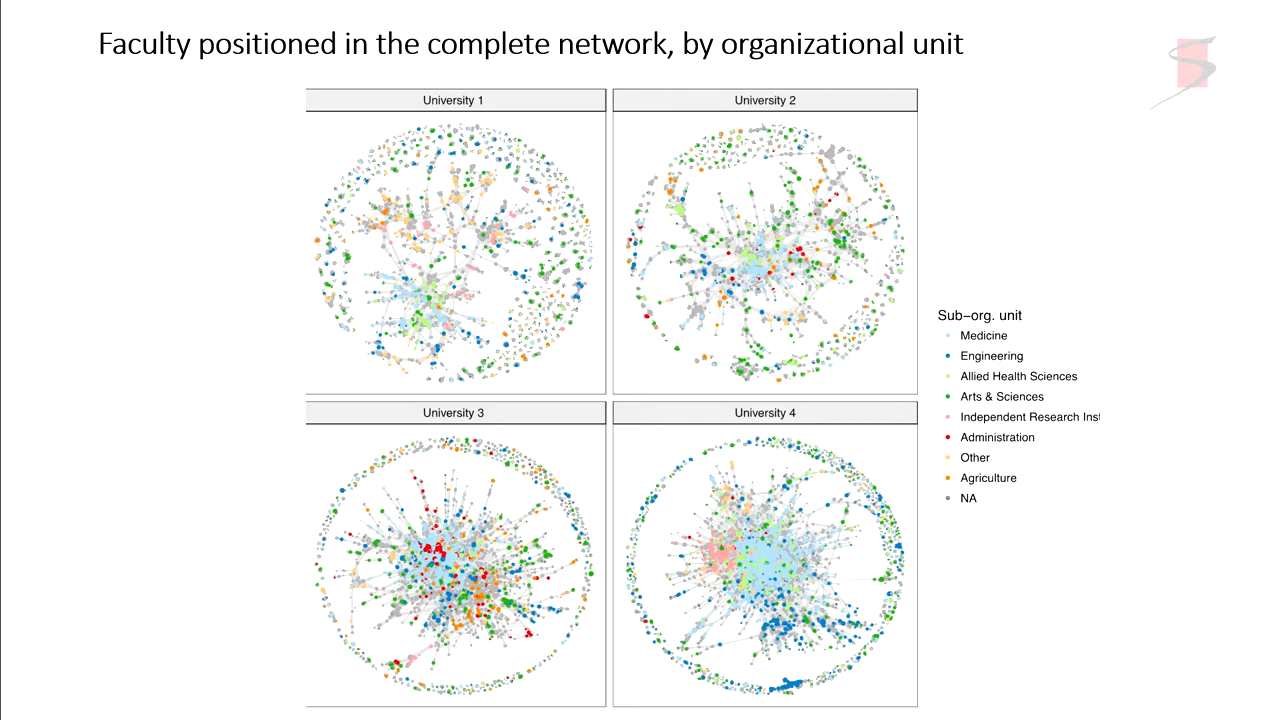 Faculty positioned in the complete network, by organizational unit
University 1
University 2
University 3
University 4
Sub-org. unit
Medicine
Engineering
Allied Health Sciences
Arts & Sciences
Independent Research Inst
Administration
Other
Agriculture
NA